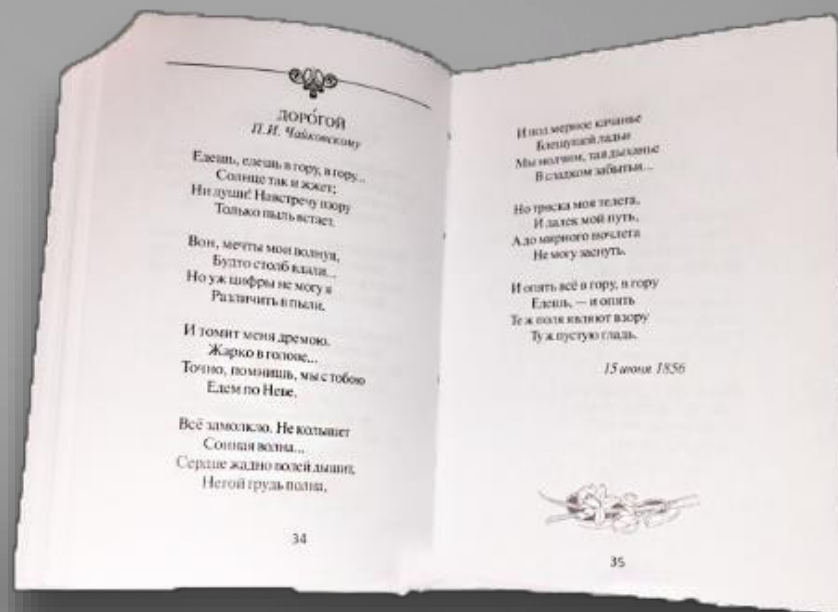 ДОРО́ГОЙ
П.И. Чайковскому
Едешь, едешь в гору, в гору...
Солнце так и жжет;
Ни души! Навстречу взору
Только пыль встает.
Вон, мечты мои волнуя,
Будто столб вдали...
Но уж цифры не могу я
Различить в пыли.
И томит меня дремою.
Жарко в голове...
Точно, помнишь, мы с тобою
Едем по Неве.
Всё замолкло. Не колышет
Сонная волна...
Сердце жадно волей дышит,
Негой грудь полна,
34
И под мерное качанье
Блещущей ладьи
Мы молчим, тая дыханье
В сладком забытьи...
Но тряска моя телега,
И далек мой путь,
А до мирного ночлега
Не могу заснуть.
И опять всё в гору, в гору
Едешь, — и опять
Те ж поля являют взору
Ту ж пустую гладь.
15 июня 1856
35